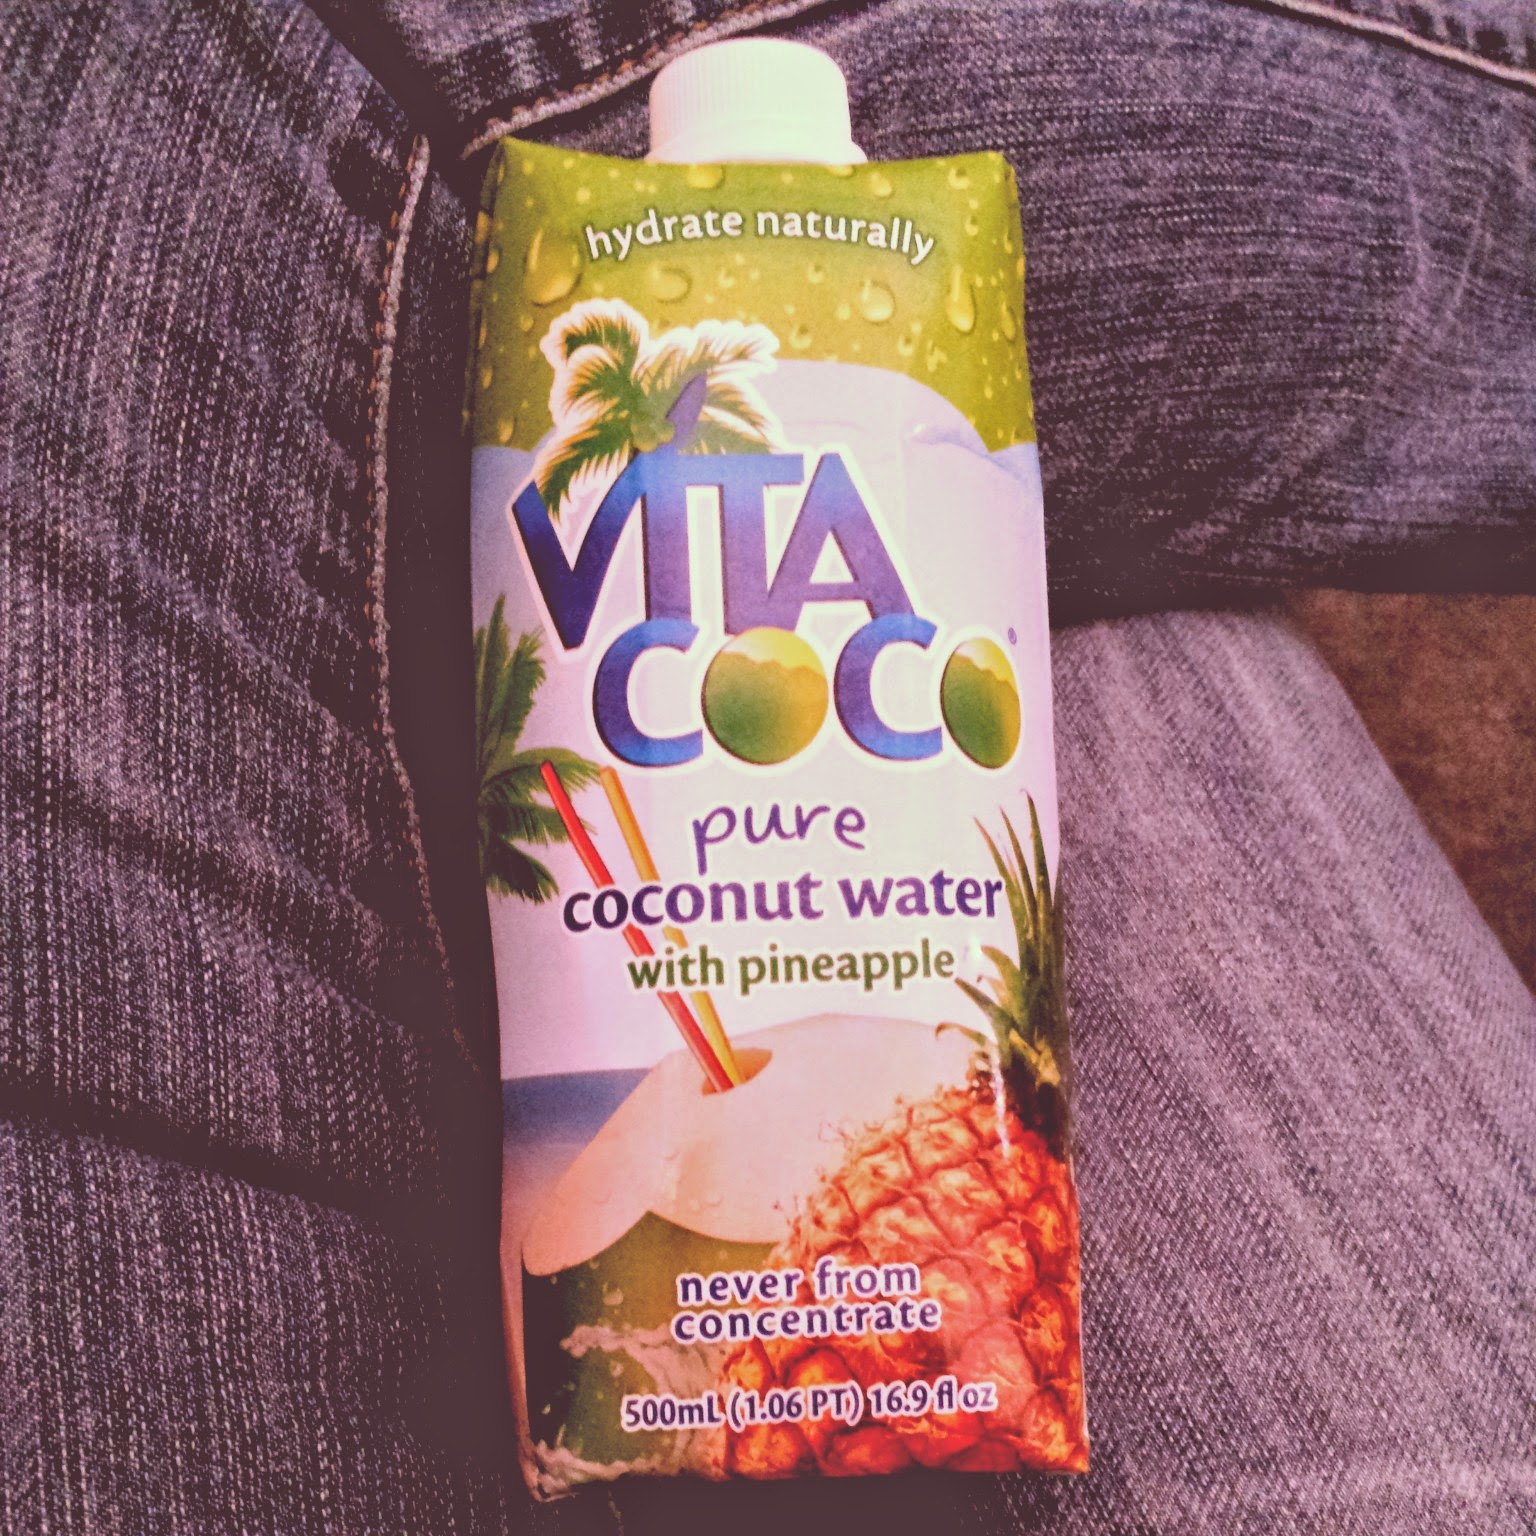 hydrate naturally
VITA
COCO®
pure
coconut water
with pineapple
never from
concentrate
500mL (1.06 PT) 16.9 fl oz